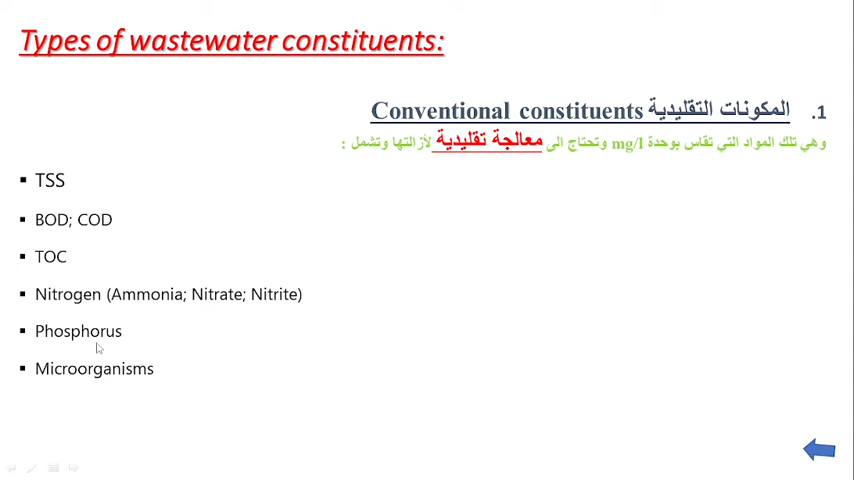 Types of wastewater constituents:
1. المكونات التقليدية Conventional constituents
وهي تلك المواد التي تقاس بوحدة mg/l وتحتاج الى معالجة تقليدية لأزالتها وتشمل :
▪ TSS
▪ BOD; COD
▪ TOC
▪ Nitrogen (Ammonia; Nitrate; Nitrite)
▪ Phosphorus
▪ Microorganisms